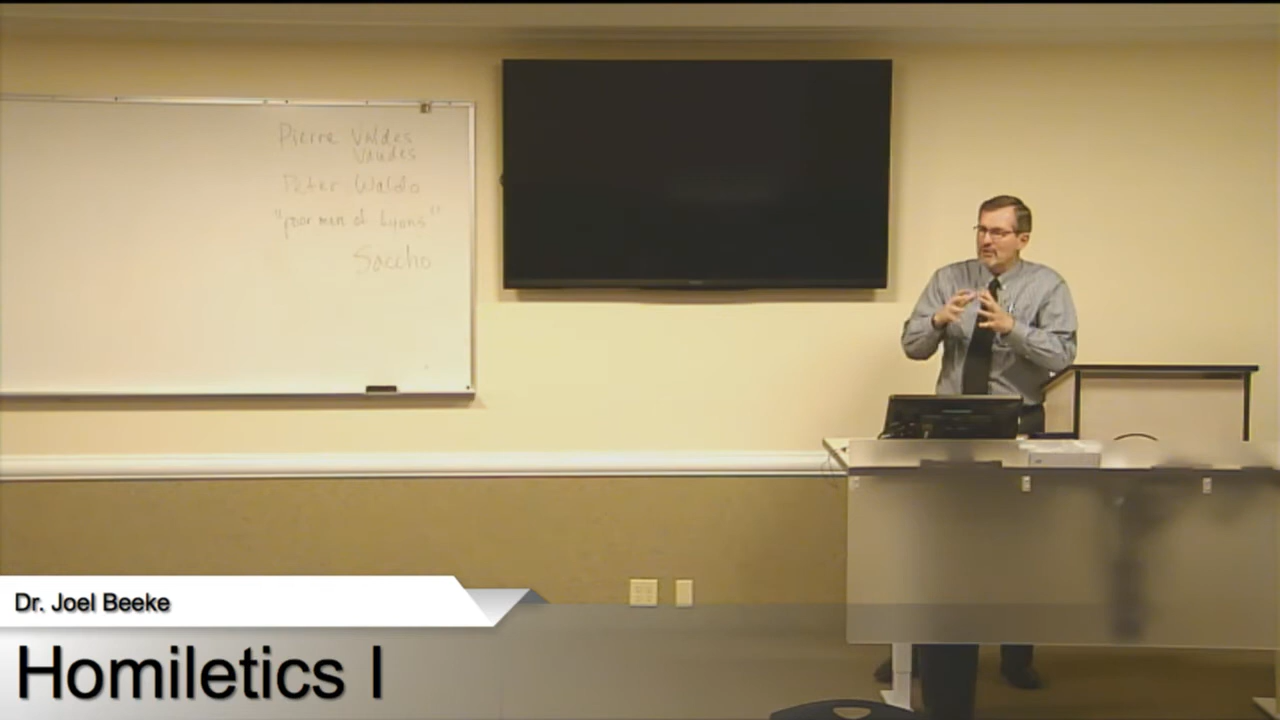 Pierre Valdes
Vaudes
Peter Waldo
"poor men of Lyons"
Saccho
Dr. Joel Beeke
Homiletics I